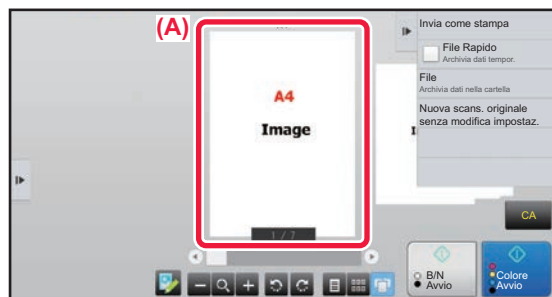 (A)
A4
Image
1 / 7
Invia come stampa
File Rapido
Archivia dati tempor.
File
Archivia dati nella cartella
Nuova scans. originale
senza modifica impostaz.
CA
B/N
Avvio
Colore
Avvio